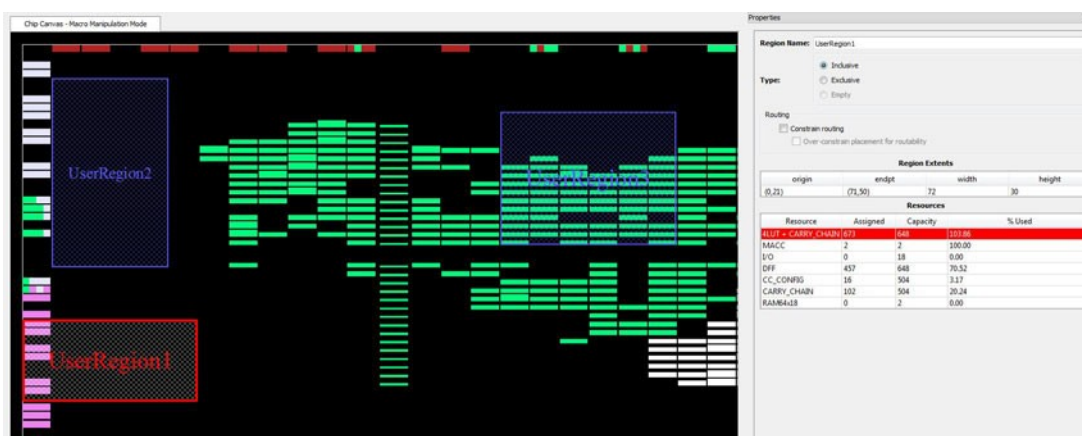 Chip Canvas - Macro Manipulation Mode
UserRegion2
UserRegion3
UserRegion1
Properties
Region Name: UserRegion1
Type:
Inclusive
Exclusive
Empty
Routing
Constrain routing
Over-constrain placement for routability
Region Extents
origin endpt width height
(0,21) (71,50) 72 30
Resources
Resource Assigned Capacity % Used
4LUT + CARRY_CHAIN 673 648 103.86
MACC 2 2 100.00
I/O 0 18 0.00
DFF 457 648 70.52
CC_CONFIG 16 504 3.17
CARRY_CHAIN 102 504 20.24
RAM64x18 0 2 0.00